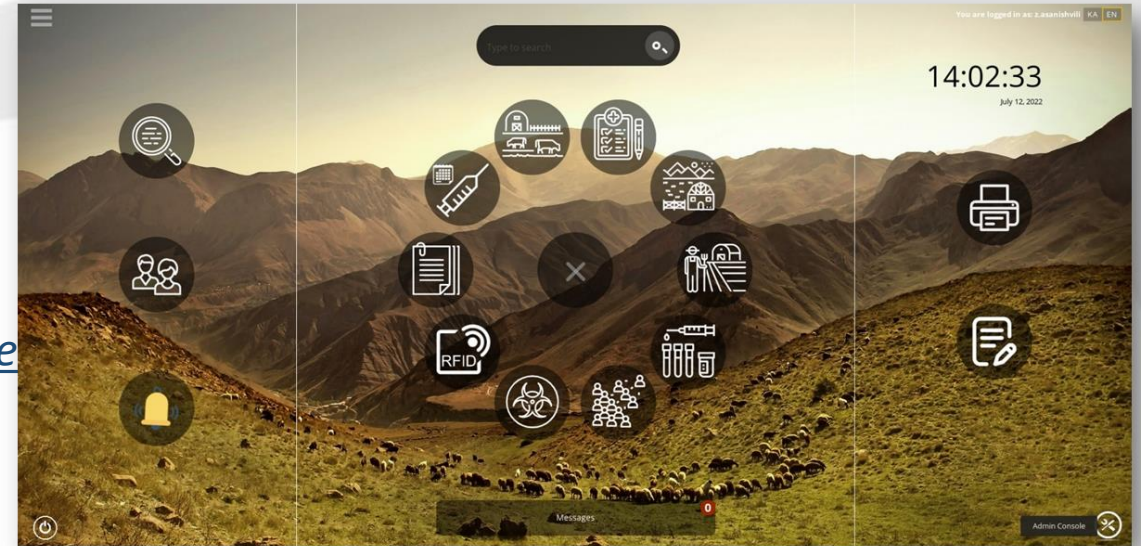 You are logged in as: z.asanishvili KA EN
Type to search
14:02:33
July 12, 2022
RFID
e
0
Messages
Admin Console